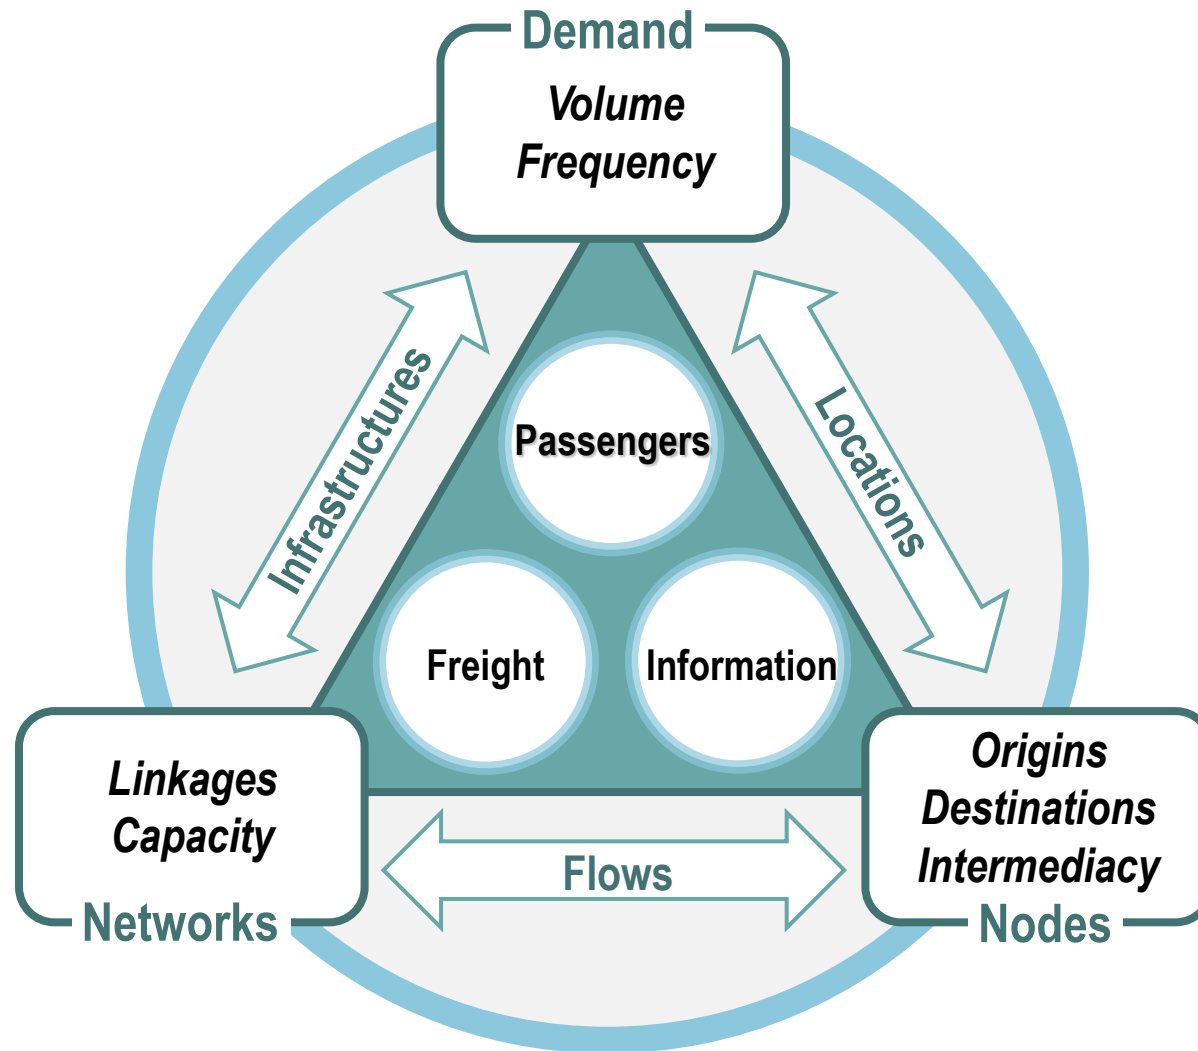 Demand
Volume
Frequency
Infrastructures
Locations
Passengers
Freight
Information
Linkages
Capacity
Networks
Flows
Origins
Destinations
Intermediacy
Nodes